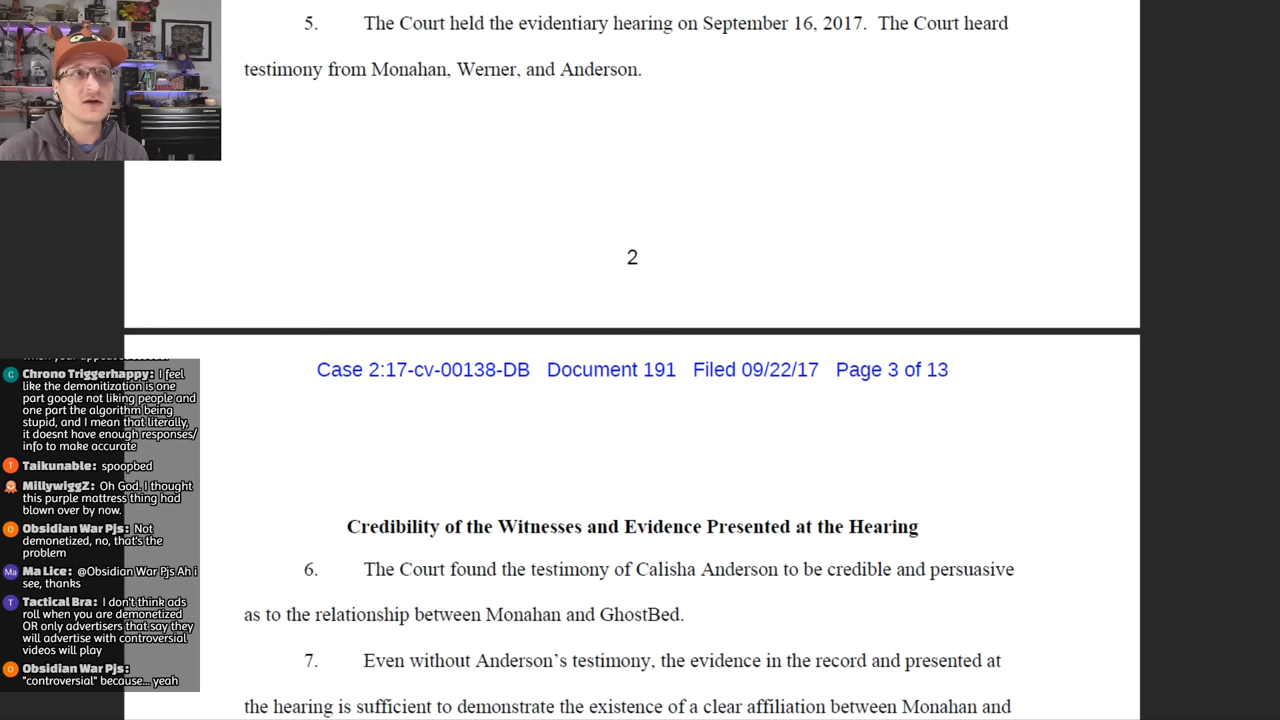 5. The Court held the evidentiary hearing on September 16, 2017. The Court heard
testimony from Monahan, Werner, and Anderson.
2
Case 2:17-cv-00138-DB Document 191 Filed 09/22/17 Page 3 of 13
Credibility of the Witnesses and Evidence Presented at the Hearing
6. The Court found the testimony of Calisha Anderson to be credible and persuasive
as to the relationship between Monahan and GhostBed.
7. Even without Anderson's testimony, the evidence in the record and presented at
the hearing is sufficient to demonstrate the existence of a clear affiliation between Monahan and
C Chrono Triggerhappy: I feel
like the demonitization is one
part google not liking people and
one part the algorithm being
stupid, and I mean that literally,
it doesnt have enough responses/
info to make accurate
T Taikunable: spoopbed
MillywiggZ: Oh God. I thought
this purple mattress thing had
blown over by now.
O Obsidian War Pjs: Not
demonetized, no, that's the
problem
Ma Ma Lice: @Obsidian War Pjs Ah i
see, thanks
T Tactical Bra: I don't think ads
roll when you are demonetized
OR only advertisers that say they
will advertise with controversial
videos will play
O Obsidian War Pjs:
"controversial" because... yeah